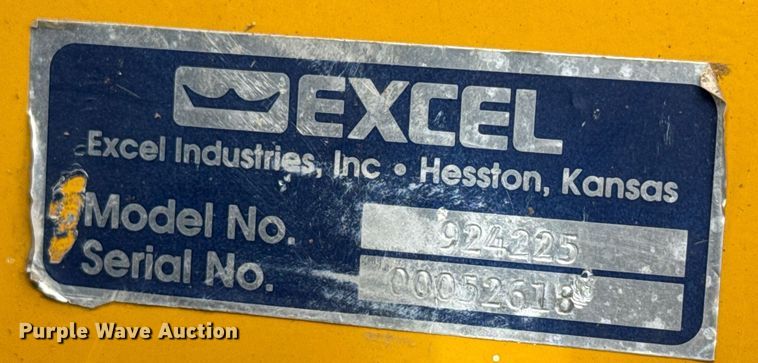 EXCEL
Excel Industries, Inc • Hesston, Kansas
Model No. 924225
Serial No. 00052618
Purple Wave Auction